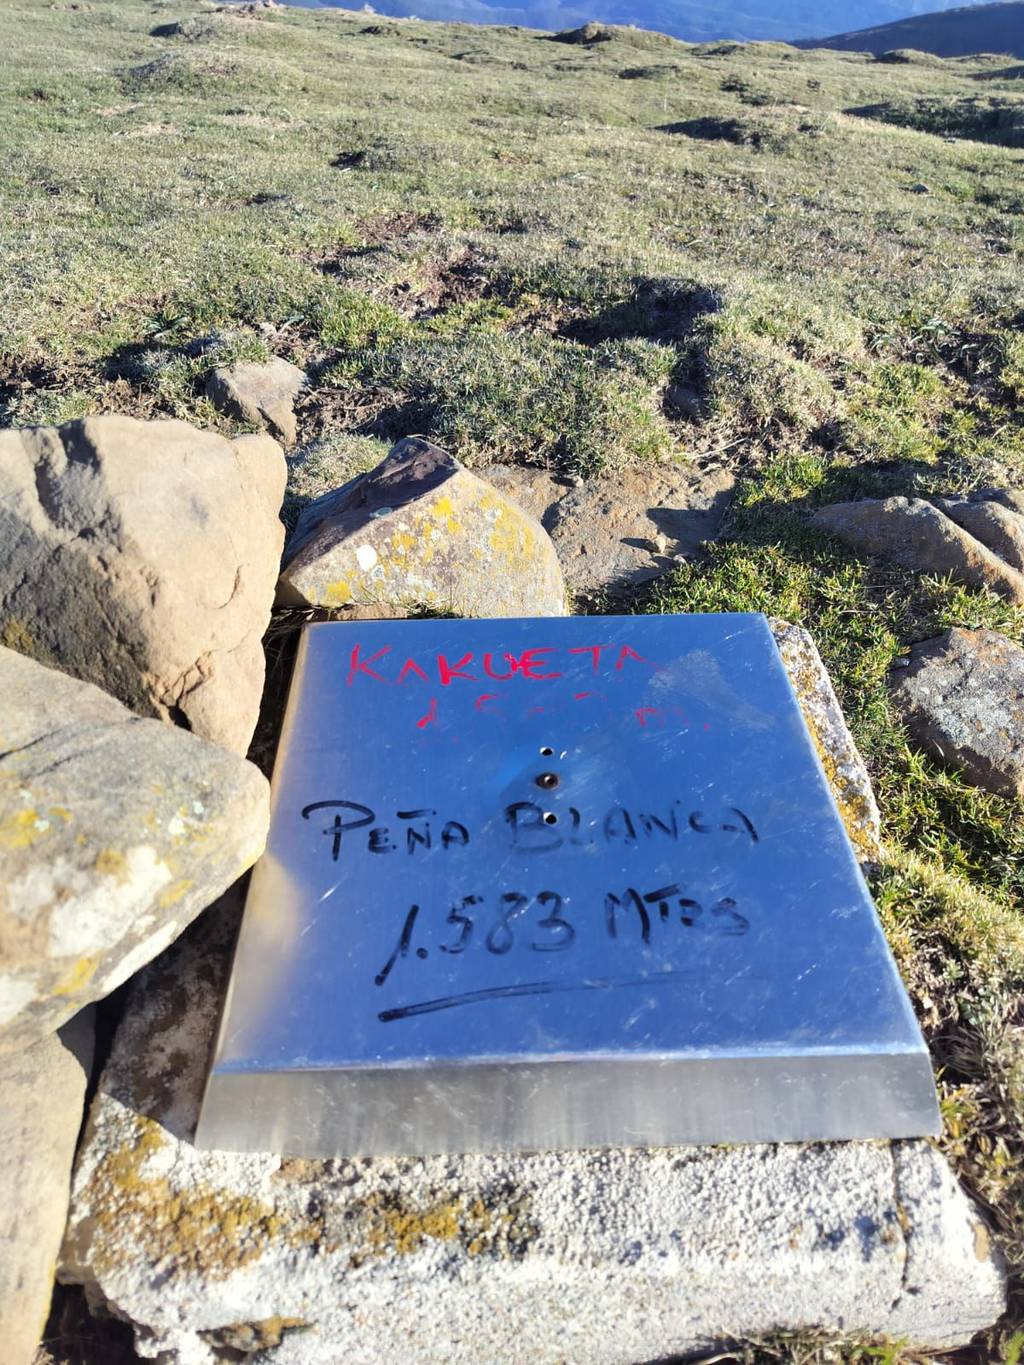 KAKUETA
PEÑA BLANCA
1.583 MTRS